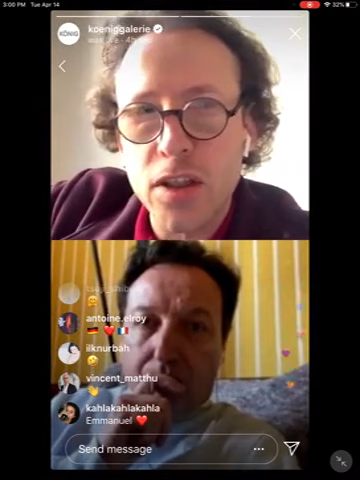 3:00 PM Tue Apr 14
32%
KÖNIG
koeniggalerie
antoine.elroy
ilknurbah
vincent_matthu
kahlakahlakahla
Emmanuel
Send message